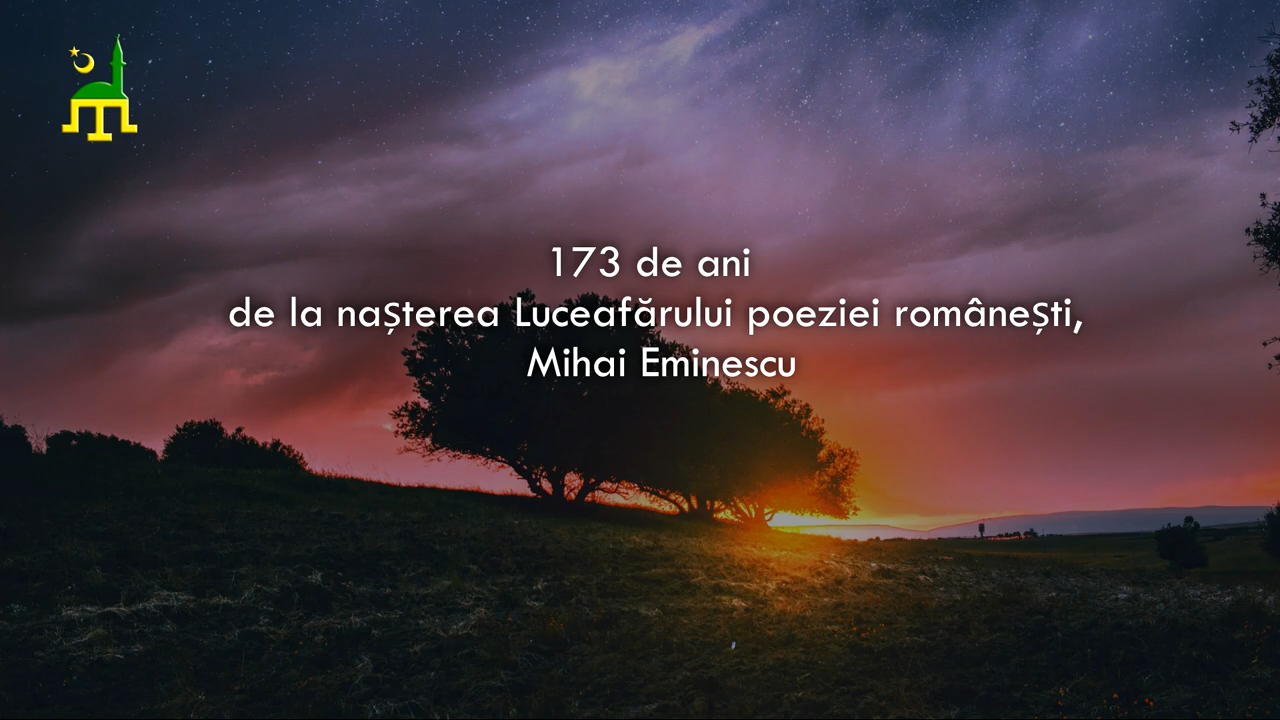 173 de ani
de la nașterea Luceafărului poeziei românești,
Mihai Eminescu